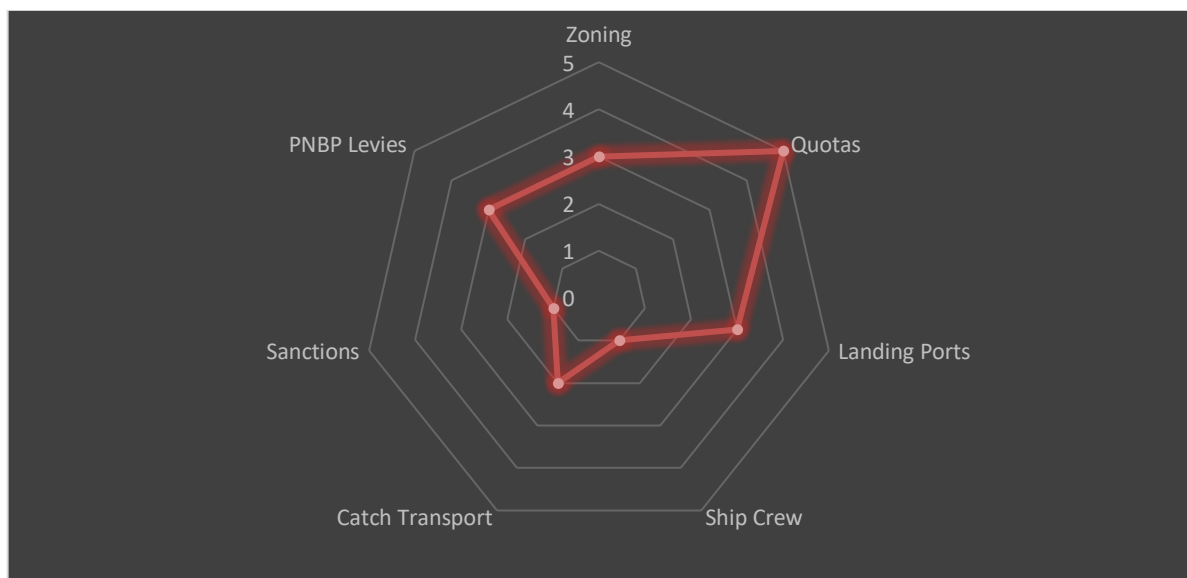 Zoning
5
4
3
2
1
0
Quotas
Landing Ports
Ship Crew
Catch Transport
Sanctions
PNBP Levies